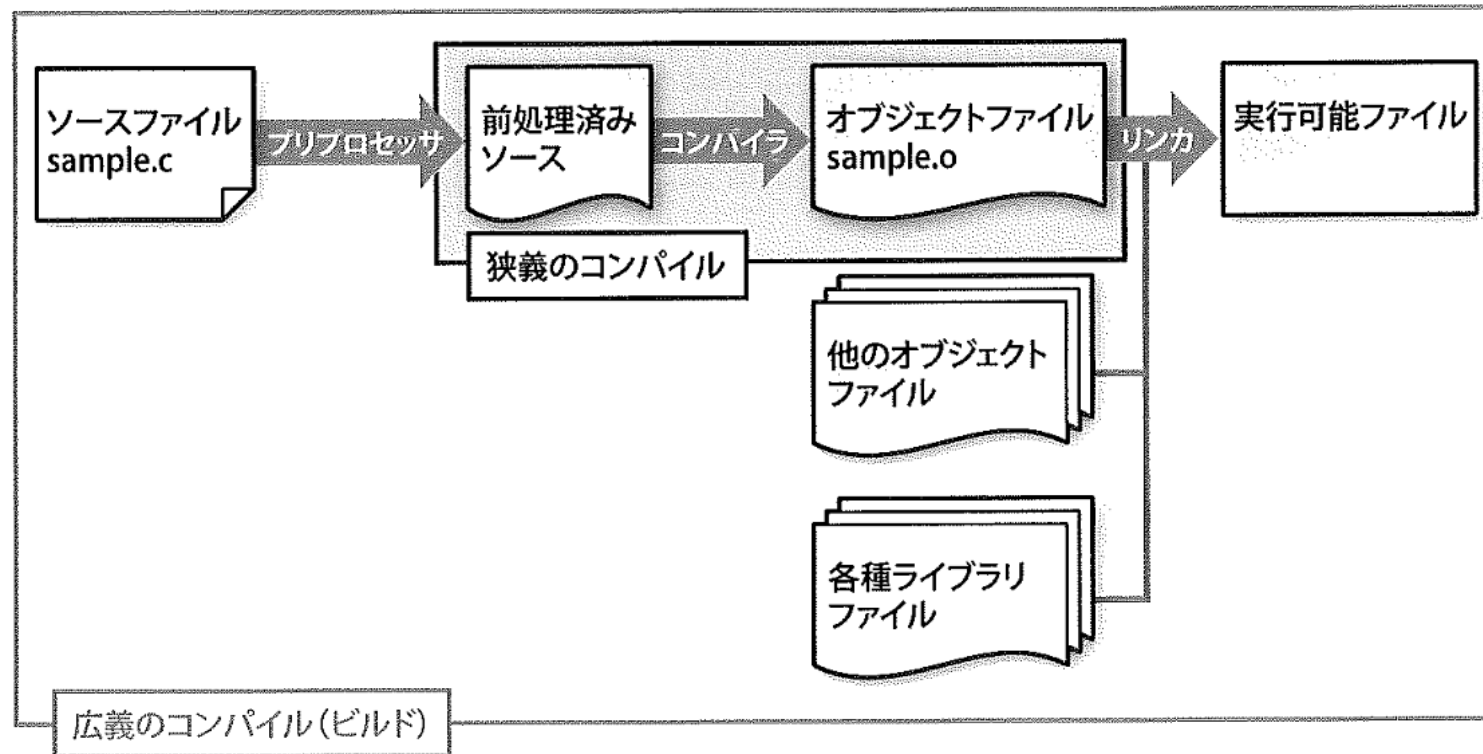 ソースファイル
sample.c
プリプロセッサ
前処理済み
ソース
コンパイラ
オブジェクトファイル
sample.o
リンカ
実行可能ファイル
狭義のコンパイル
他のオブジェクト
ファイル
各種ライブラリ
ファイル
広義のコンパイル(ビルド)